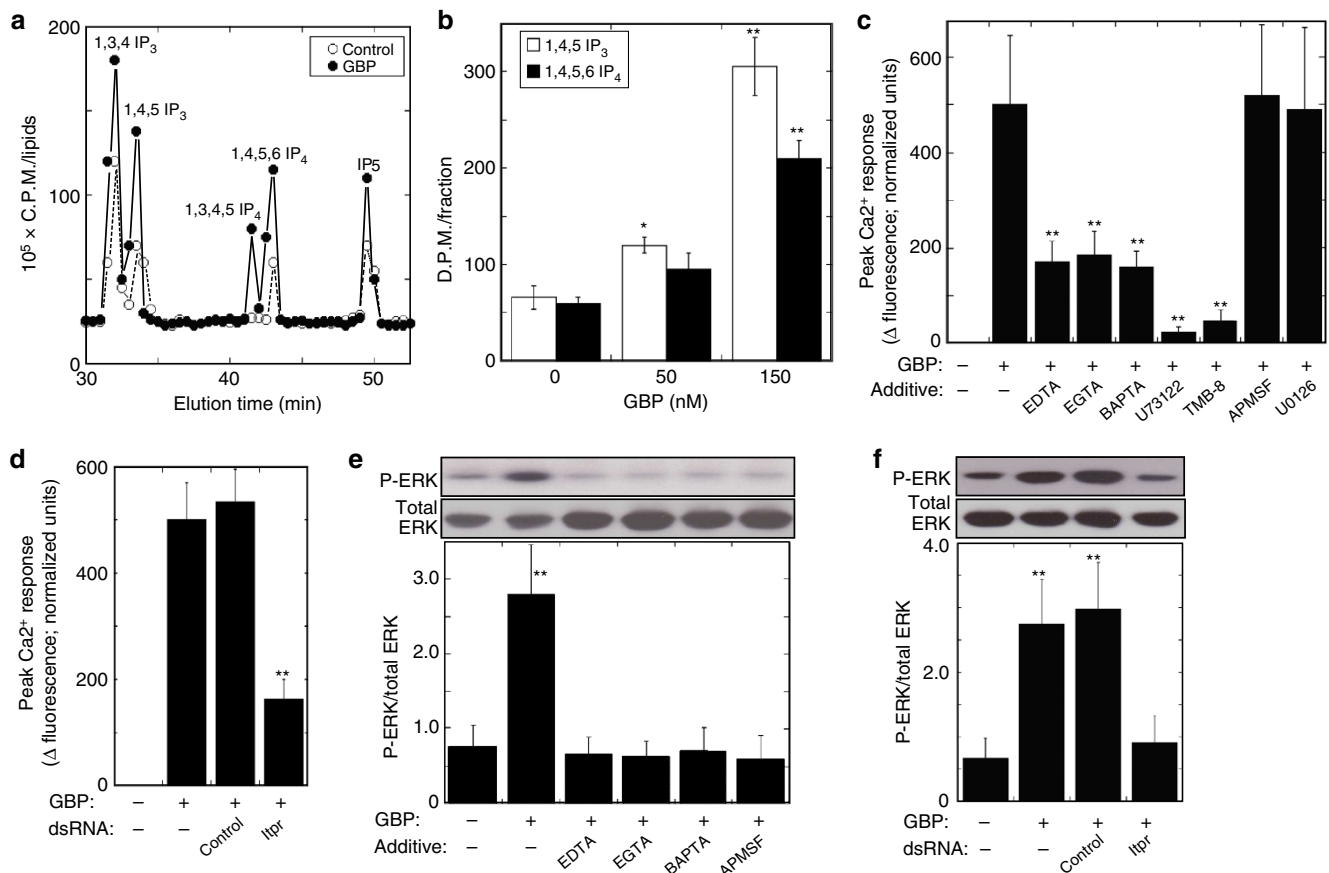 a
10⁵ × C.P.M./lipids
200
100
0
30
40
50
Elution time (min)
1,3,4 IP₃
1,4,5 IP₃
1,4,5,6 IP₄
1,3,4,5 IP₄
IP5
Control
GBP
b
D.P.M./fraction
300
200
100
0
0
50
150
GBP (nM)
1,4,5 IP₃
1,4,5,6 IP₄
*
**
**
c
Peak Ca2⁺ response
(Δ fluorescence; normalized units)
600
400
200
0
**
**
**
**
**
GBP: – + + + + + + + +
Additive: – – EDTA EGTA BAPTA U73122 TMB-8 APMSF U0126
d
Peak Ca2⁺ response
(Δ fluorescence; normalized units)
600
400
200
0
**
GBP: – + + +
dsRNA: – – Control Itpr
e
P-ERK
Total
ERK
P-ERK/total ERK
3.0
2.0
1.0
0
**
GBP: – + + + + +
Additive: – – EDTA EGTA BAPTA APMSF
f
P-ERK
Total
ERK
P-ERK/total ERK
4.0
2.0
0
**
**
GBP: – + + +
dsRNA: – – Control Itpr